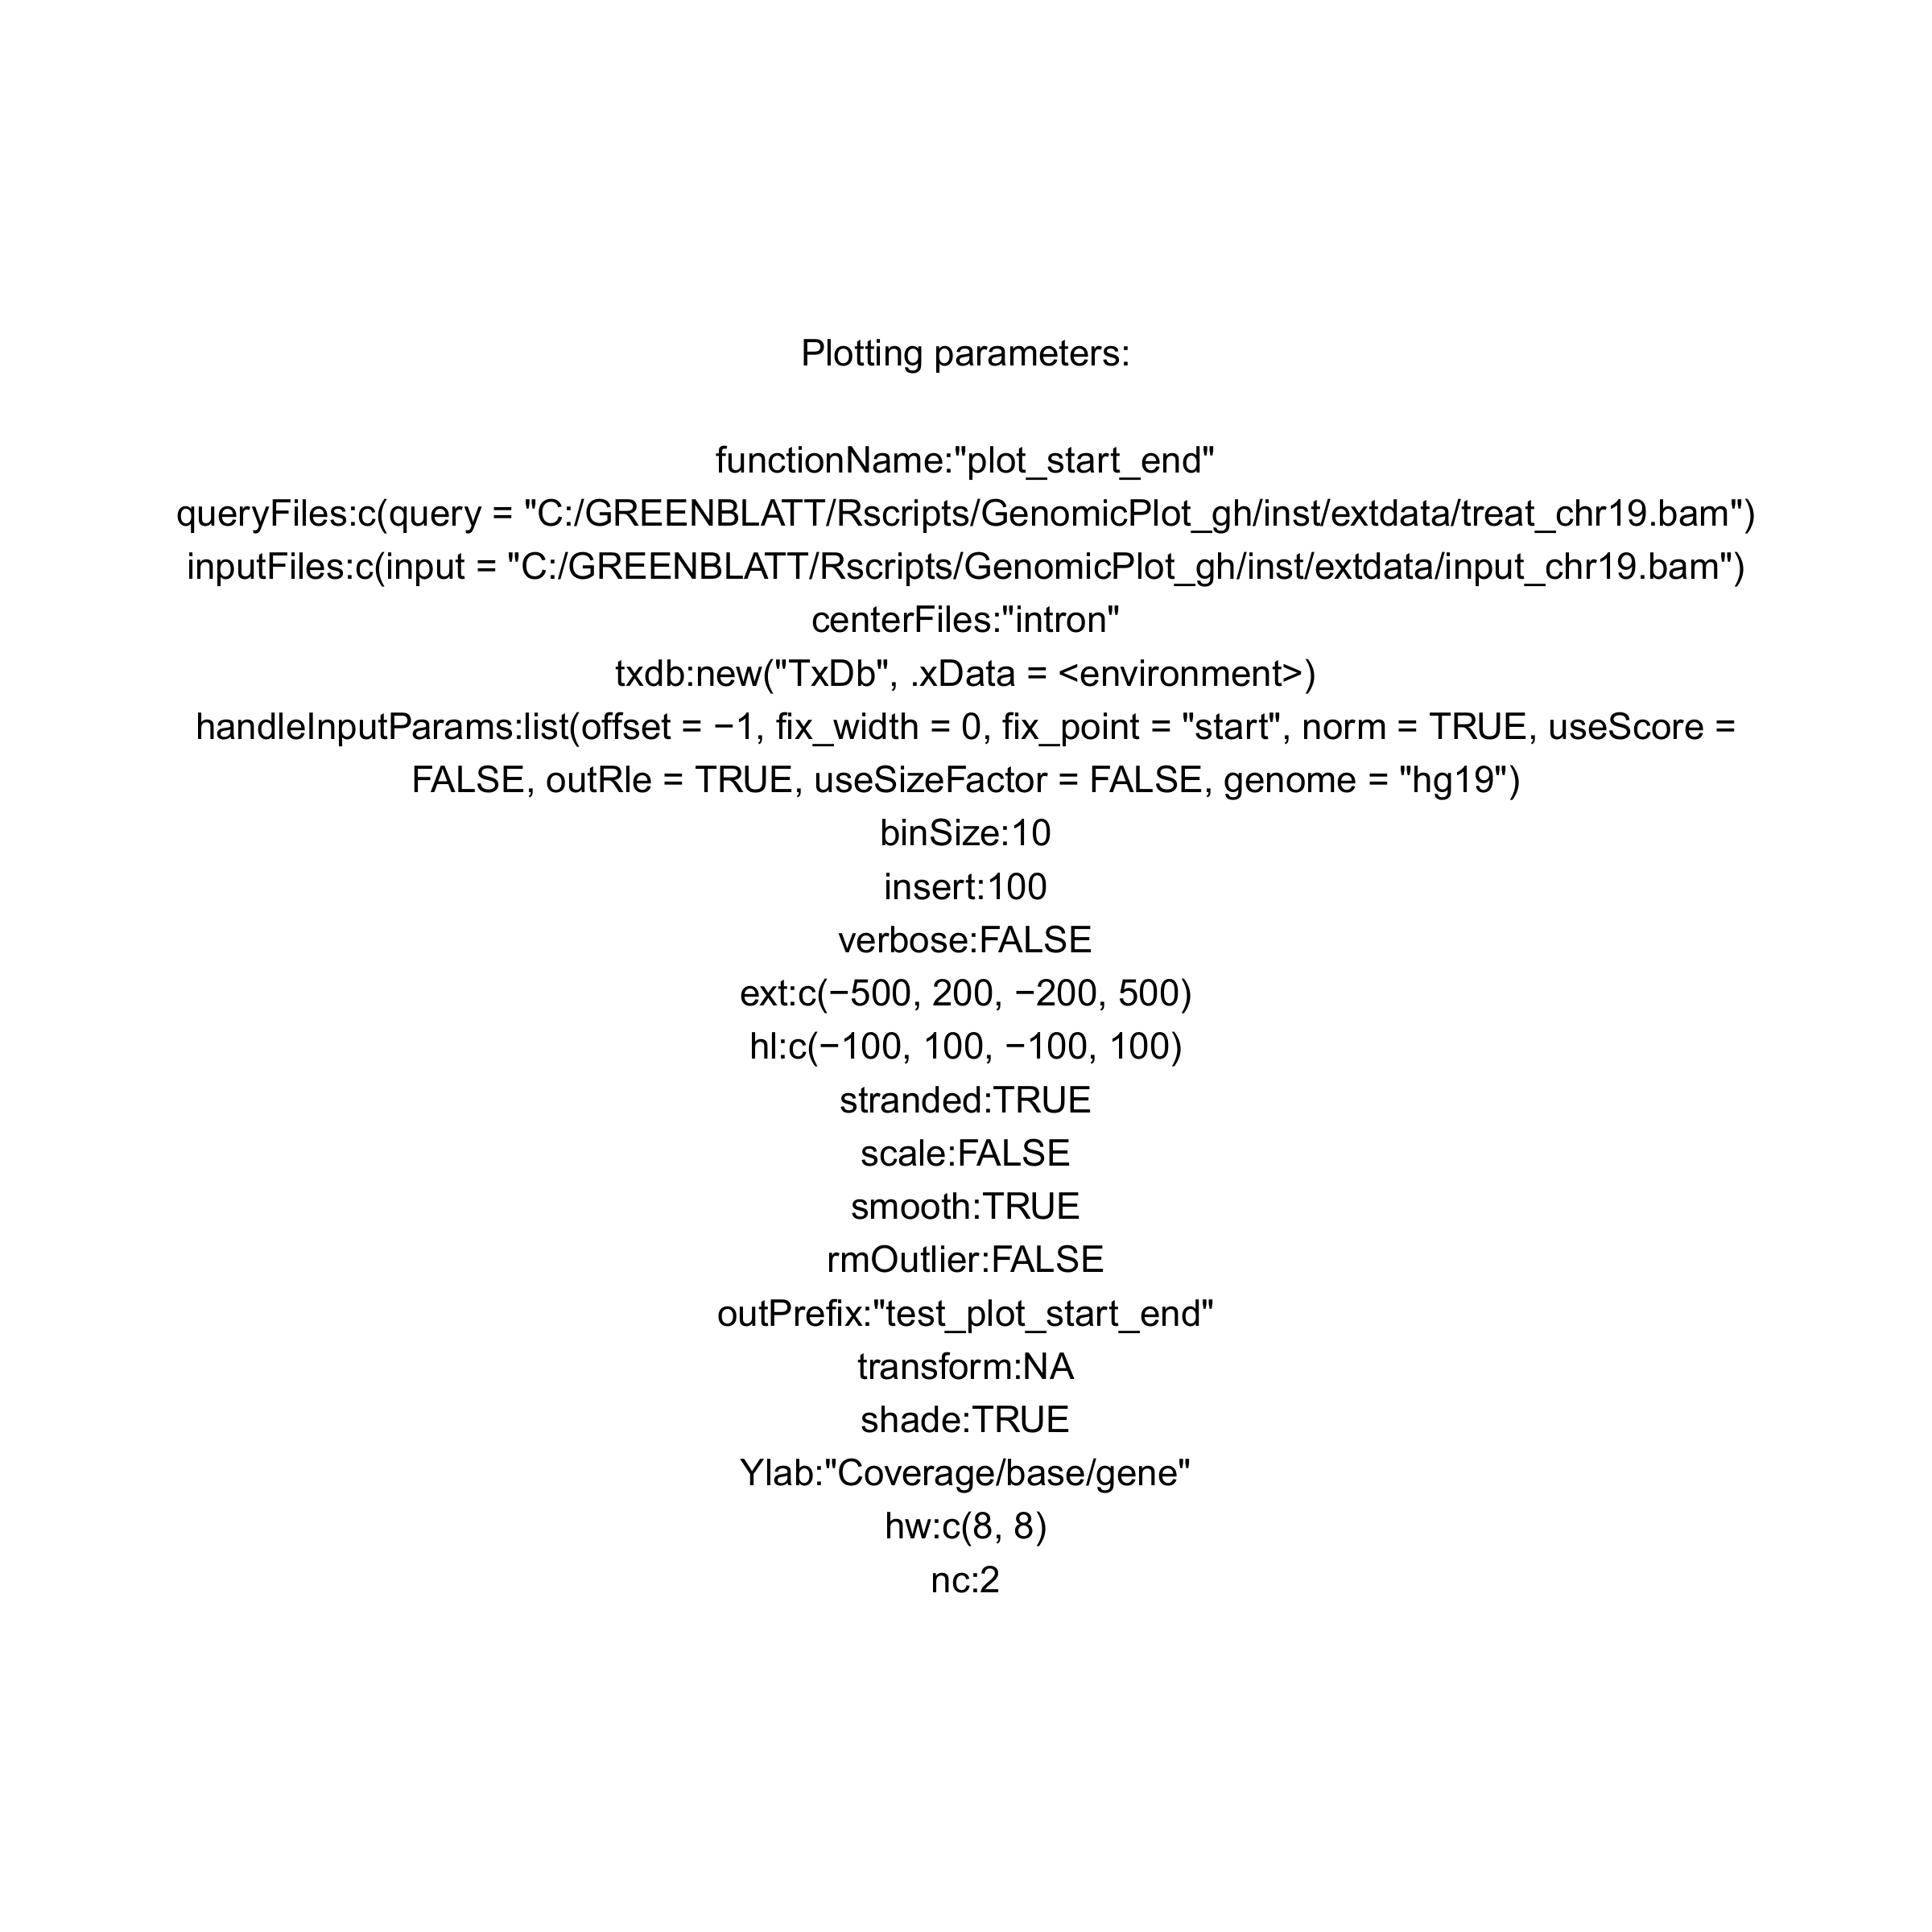 Plotting parameters:
functionName:"plot_start_end"
queryFiles:c(query = "C:/GREENBLATT/Rscripts/GenomicPlot_gh/inst/extdata/treat_chr19.bam")
inputFiles:c(input = "C:/GREENBLATT/Rscripts/GenomicPlot_gh/inst/extdata/input_chr19.bam")
centerFiles:"intron"
txdb:new("TxDb", .xData = <environment>)
handleInputParams:list(offset = −1, fix_width = 0, fix_point = "start", norm = TRUE, useScore =
FALSE, outRle = TRUE, useSizeFactor = FALSE, genome = "hg19")
binSize:10
insert:100
verbose:FALSE
ext:c(−500, 200, −200, 500)
hl:c(−100, 100, −100, 100)
stranded:TRUE
scale:FALSE
smooth:TRUE
rmOutlier:FALSE
outPrefix:"test_plot_start_end"
transform:NA
shade:TRUE
Ylab:"Coverage/base/gene"
hw:c(8, 8)
nc:2